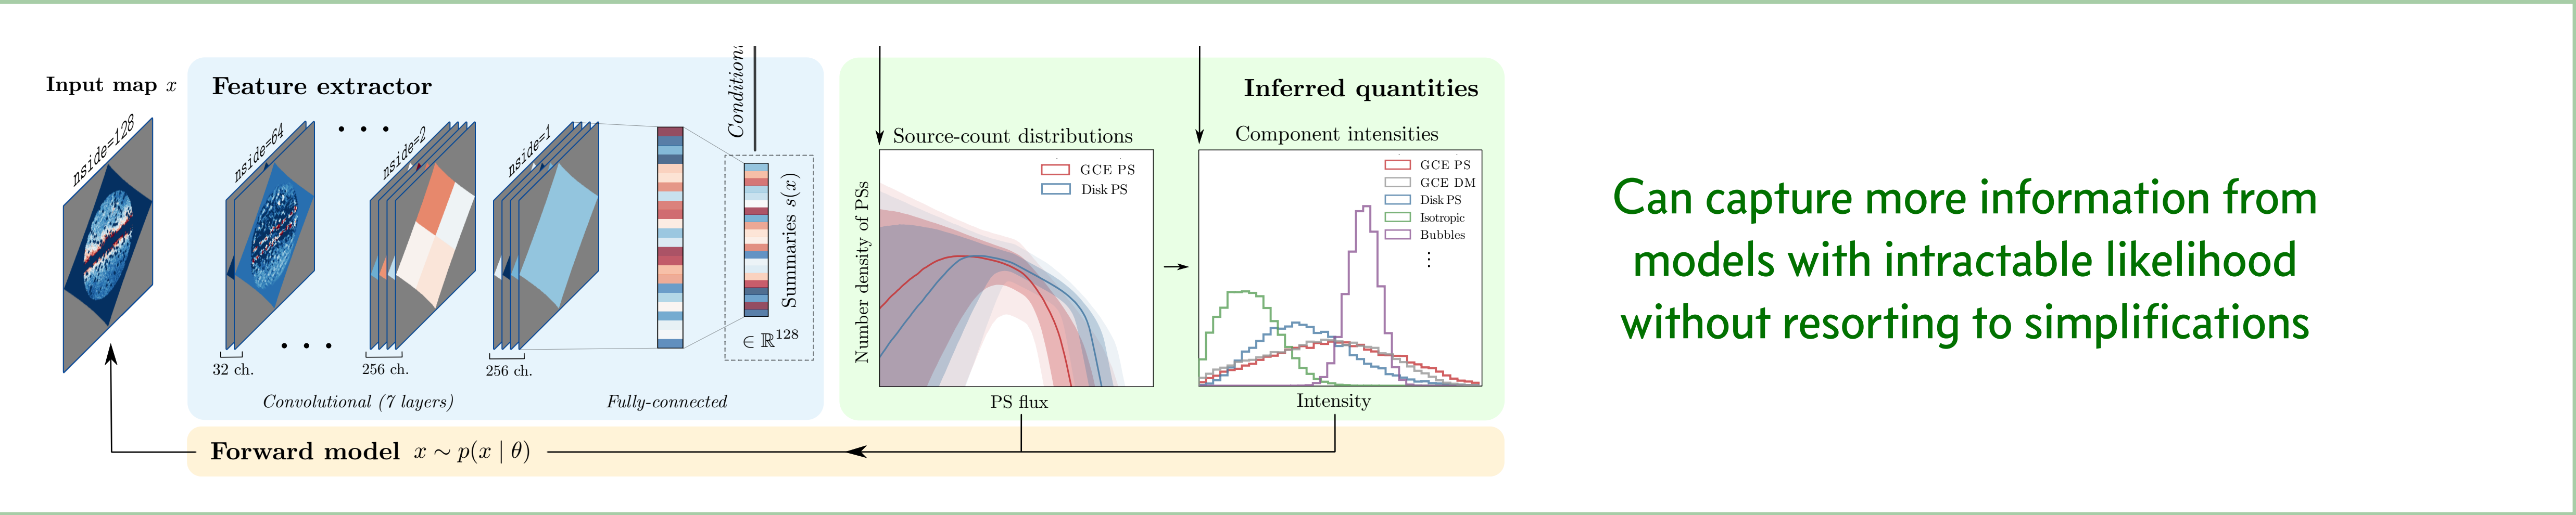 Input map x
nside=128
Feature extractor
nside=64
. . .
nside=2
nside=1
32 ch.
. . .
256 ch.
256 ch.
Convolutional (7 layers)
Fully-connected
Summaries s(x)
∈ ℝ¹²⁸
Inferred quantities
Source-count distributions
GCE PS
Disk PS
Number density of PSs
PS flux
Component intensities
GCE PS
GCE DM
Disk PS
Isotropic
Bubbles
⋮
Intensity
Forward model x ∼ p(x | θ)
Can capture more information from
models with intractable likelihood
without resorting to simplifications